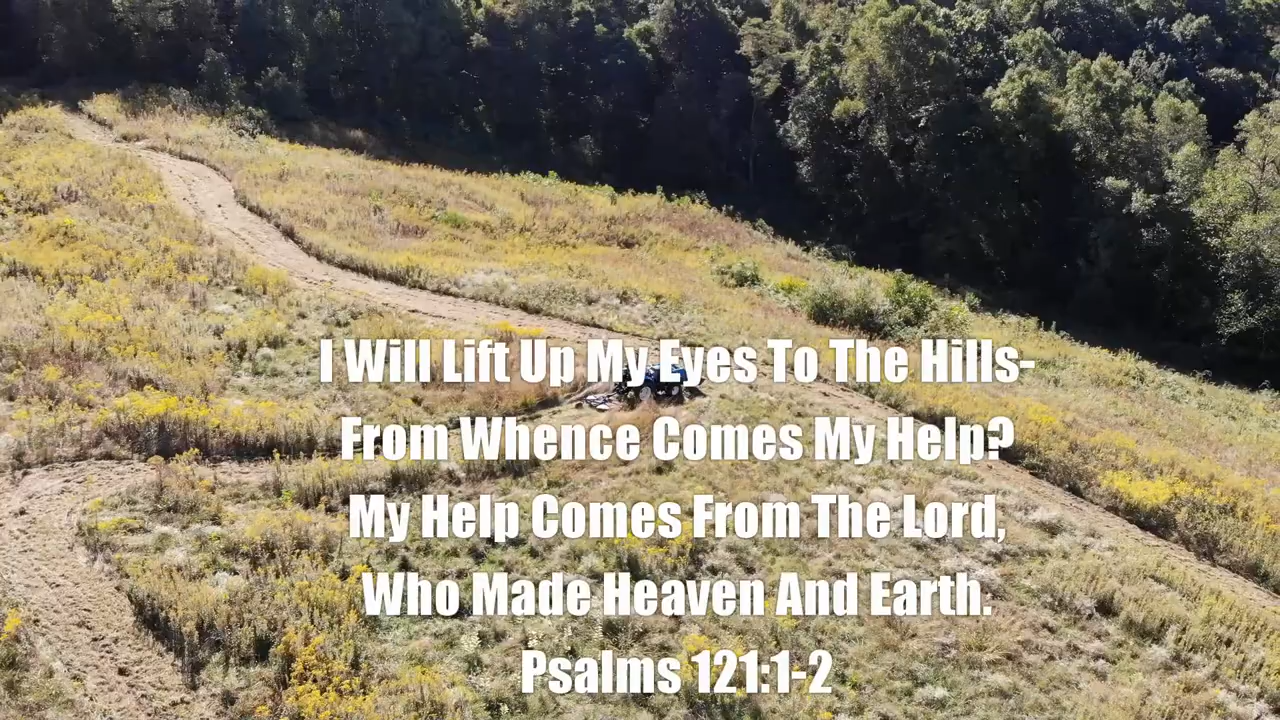 I Will Lift Up My Eyes To The Hills-
From Whence Comes My Help?
My Help Comes From The Lord,
Who Made Heaven And Earth.
Psalms 121:1-2